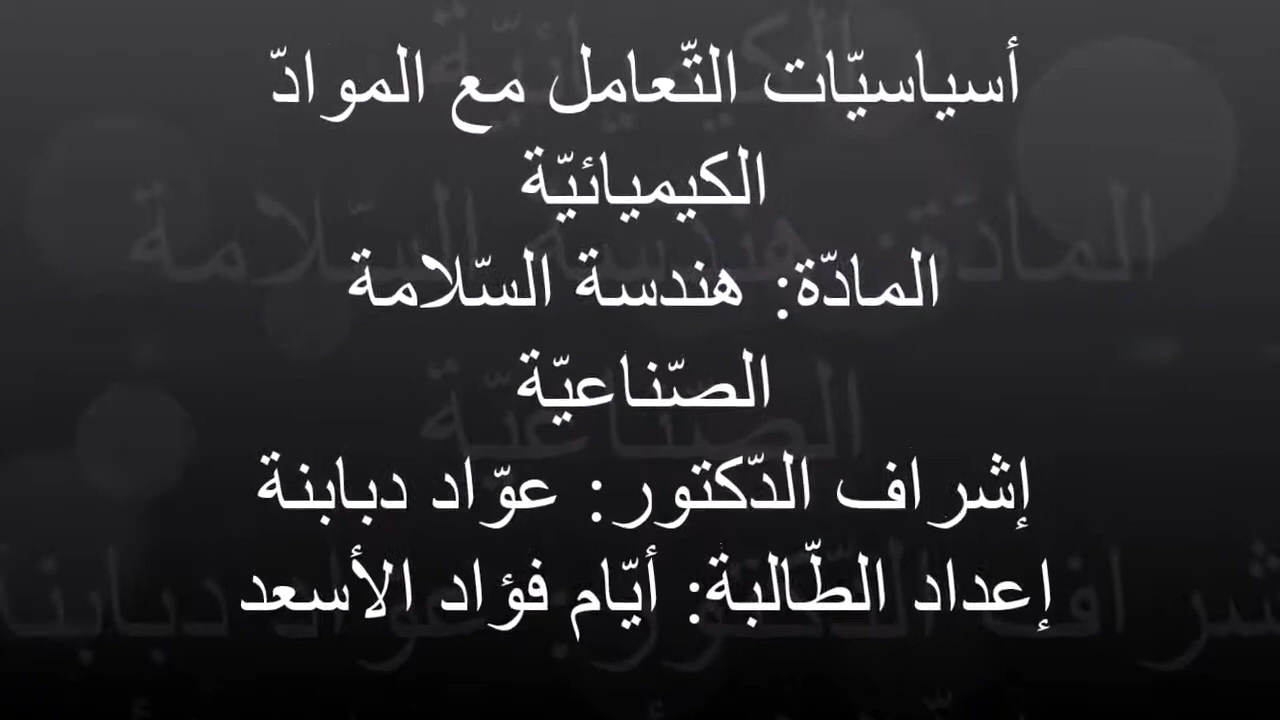 أسياسيّات التّعامل مع الموادّ
الكيميائيّة
المادّة: هندسة السّلامة
الصّناعيّة
إشراف الدّكتور: عوّاد دبابنة
إعداد الطّالبة: أيّام فؤاد الأسعد